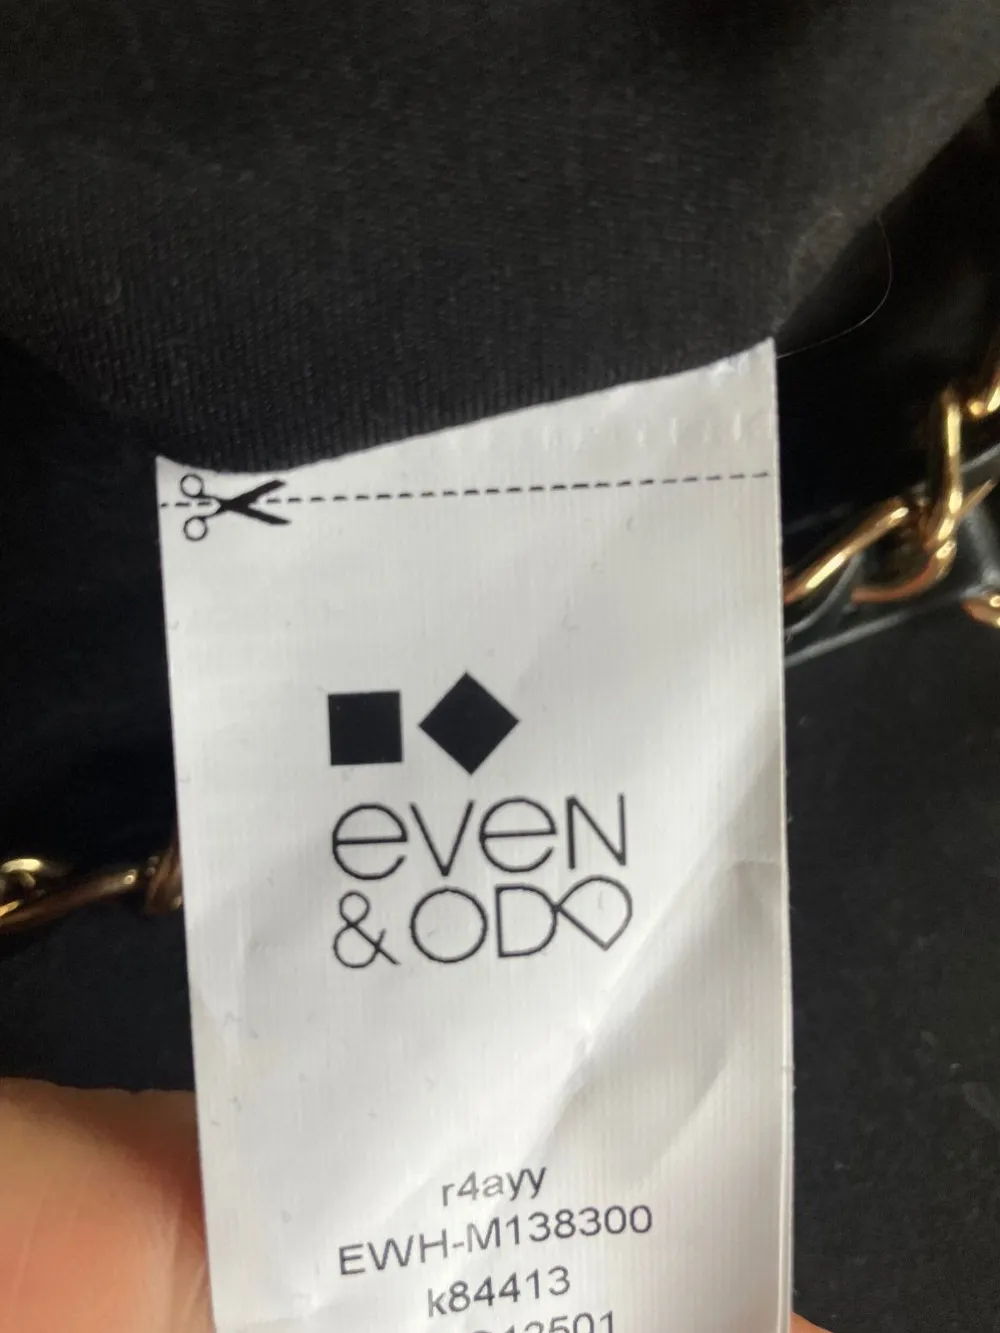 even
& ODD
r4ayy
EWH-M138300
k84413